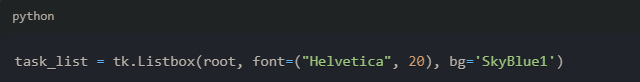 python
task_list = tk.Listbox(root, font=("Helvetica", 20), bg='SkyBlue1')